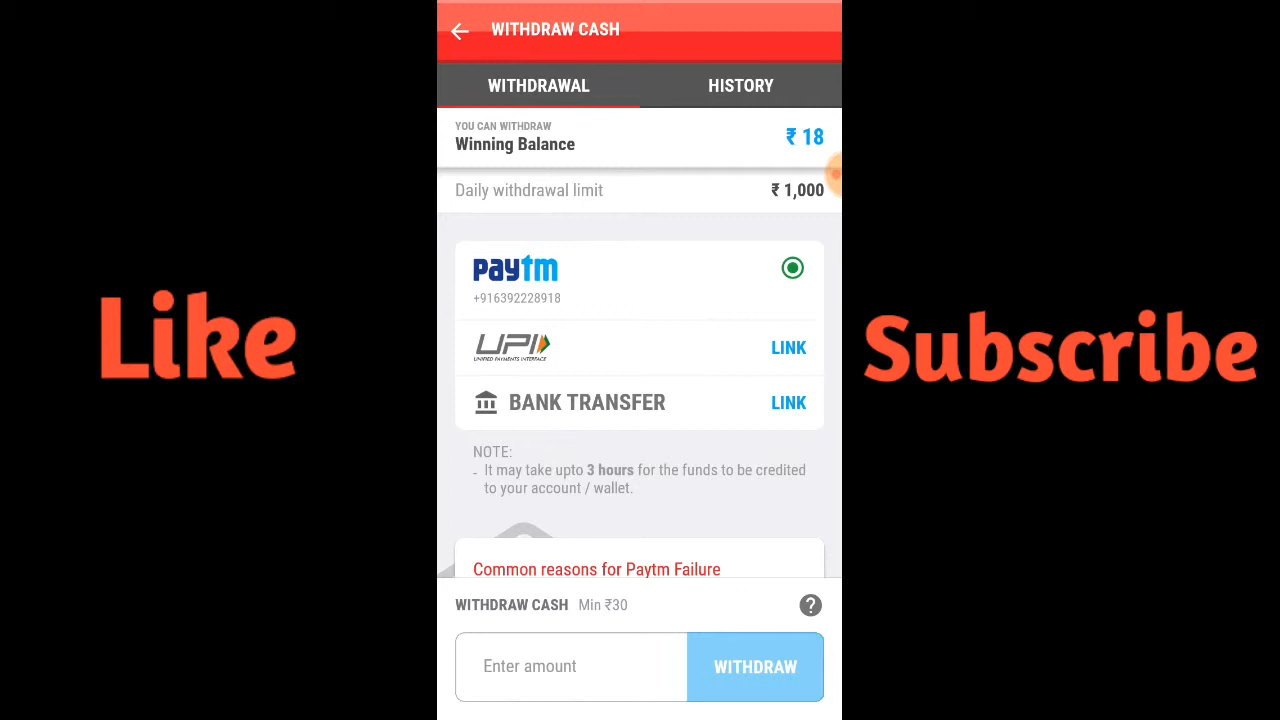 WITHDRAW CASH
WITHDRAWAL HISTORY
YOU CAN WITHDRAW
Winning Balance ₹ 18
Daily withdrawal limit ₹ 1,000
paytm
+916392228918
UPI LINK
UNIFIED PAYMENTS INTERFACE
BANK TRANSFER LINK
NOTE:
- It may take upto 3 hours for the funds to be credited
to your account / wallet.
Common reasons for Paytm Failure
WITHDRAW CASH Min ₹30 ?
Enter amount WITHDRAW
Like
Subscribe